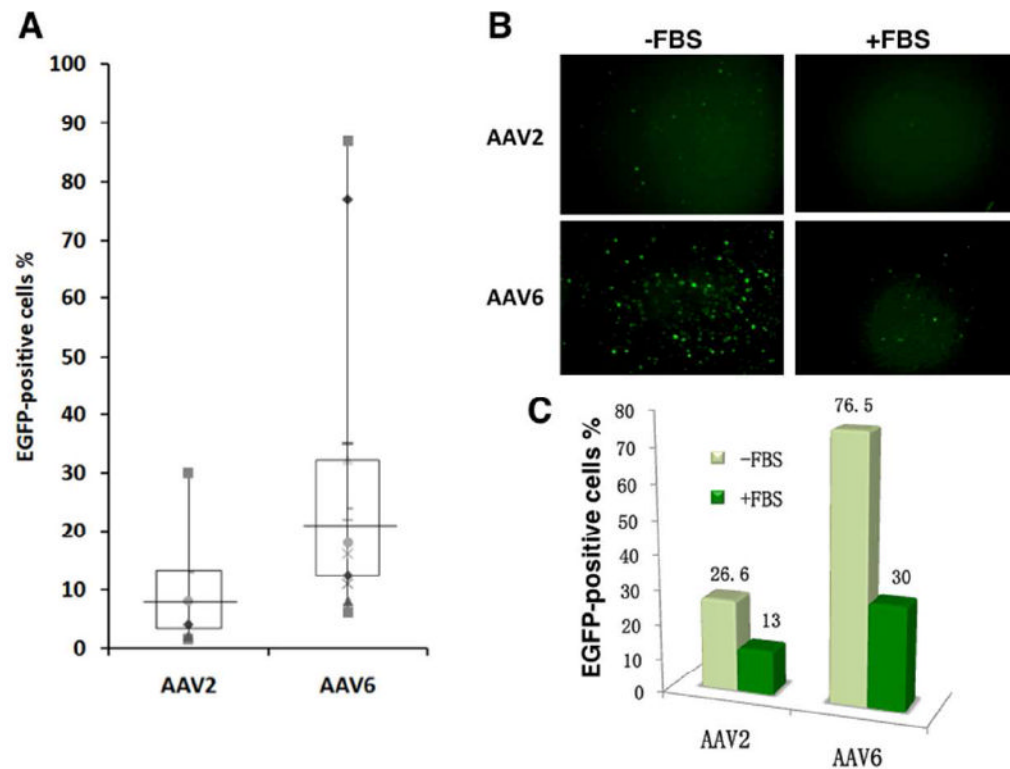 A
EGFP-positive cells %
100
90
80
70
60
50
40
30
20
10
0
AAV2 AAV6
B
-FBS +FBS
AAV2
AAV6
C
EGFP-positive cells %
80
70
60
50
40
30
20
10
0
-FBS
+FBS
26.6
13
76.5
30
AAV2
AAV6